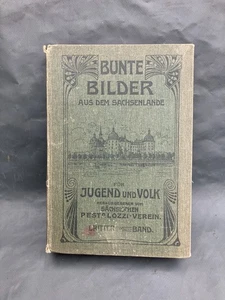 BUNTE
BILDER
AUS DEM SACHSENLANDE
FÜR
JUGEND UND VOLK
HERAUSGEGEBEN VOM
SÄCHSISCHEN
PESTALOZZI-VEREIN.
BAND.